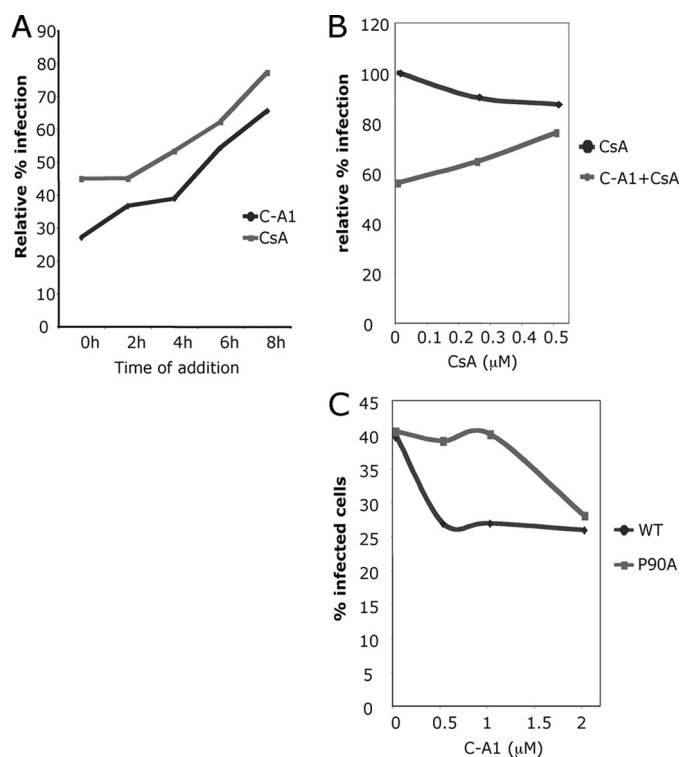 A
Relative % infection
90
80
70
60
50
40
30
20
10
0
0h 2h 4h 6h 8h
Time of addition
C-A1
CsA
B
relative % infection
120
100
80
60
40
20
0
0 0.1 0.2 0.3 0.4 0.5
CsA (μM)
CsA
C-A1+CsA
C
% infected cells
45
40
35
30
25
20
15
10
5
0
0 0.5 1 1.5 2
C-A1 (μM)
WT
P90A